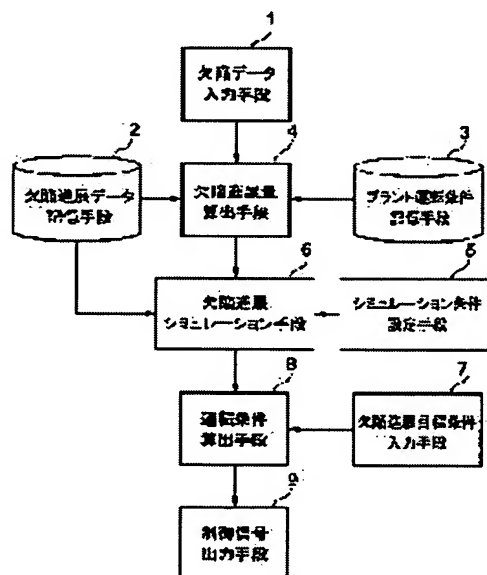 1
欠陥データ
入力手段
2
4
3
欠陥進展データ
記憶手段
欠陥進展量
算出手段
プラント運転条件
記憶手段
6
5
欠陥進展
シミュレーション手段
シミュレーション条件
設定手段
8
7
運転条件
算出手段
欠陥進展目標条件
入力手段
9
制御信号
出力手段